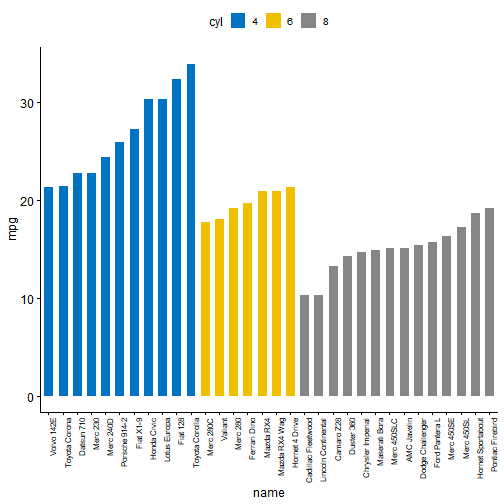 cyl 4 6 8
mpg
30
20
10
0
Volvo 142E
Toyota Corona
Datsun 710
Merc 230
Merc 240D
Porsche 914-2
Fiat X1-9
Honda Civic
Lotus Europa
Fiat 128
Toyota Corolla
Merc 280C
Valiant
Merc 280
Ferrari Dino
Mazda RX4
Mazda RX4 Wag
Hornet 4 Drive
Cadillac Fleetwood
Lincoln Continental
Camaro Z28
Duster 360
Chrysler Imperial
Maserati Bora
Merc 450SLC
AMC Javelin
Dodge Challenger
Ford Pantera L
Merc 450SE
Merc 450SL
Hornet Sportabout
Pontiac Firebird
name